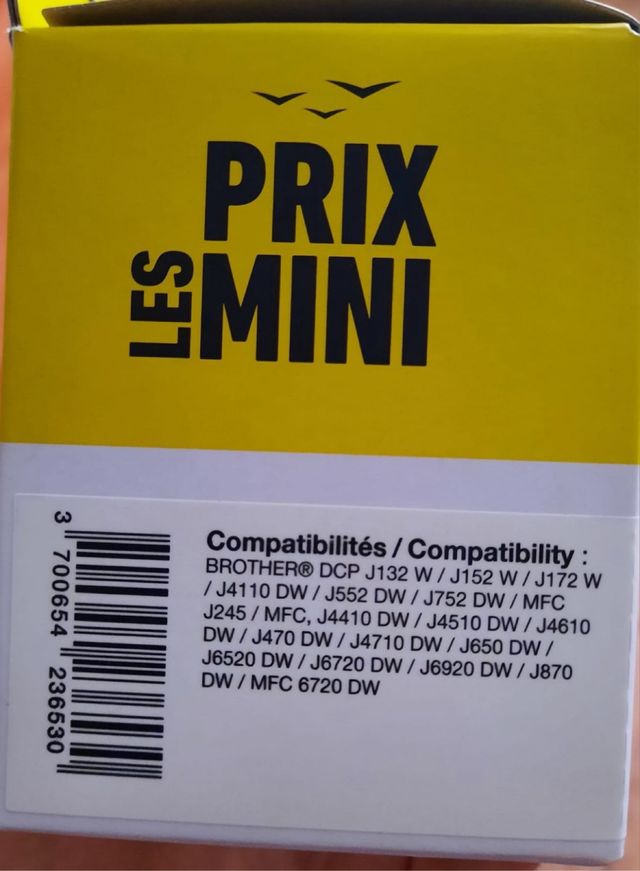 PRIX
LES MINI
Compatibilités / Compatibility :
BROTHER® DCP J132 W / J152 W / J172 W
/ J4110 DW / J552 DW / J752 DW / MFC
J245 / MFC, J4410 DW / J4510 DW / J4610
DW / J470 DW / J4710 DW / J650 DW /
J6520 DW / J6720 DW / J6920 DW / J870
DW / MFC 6720 DW
3 700654 236530